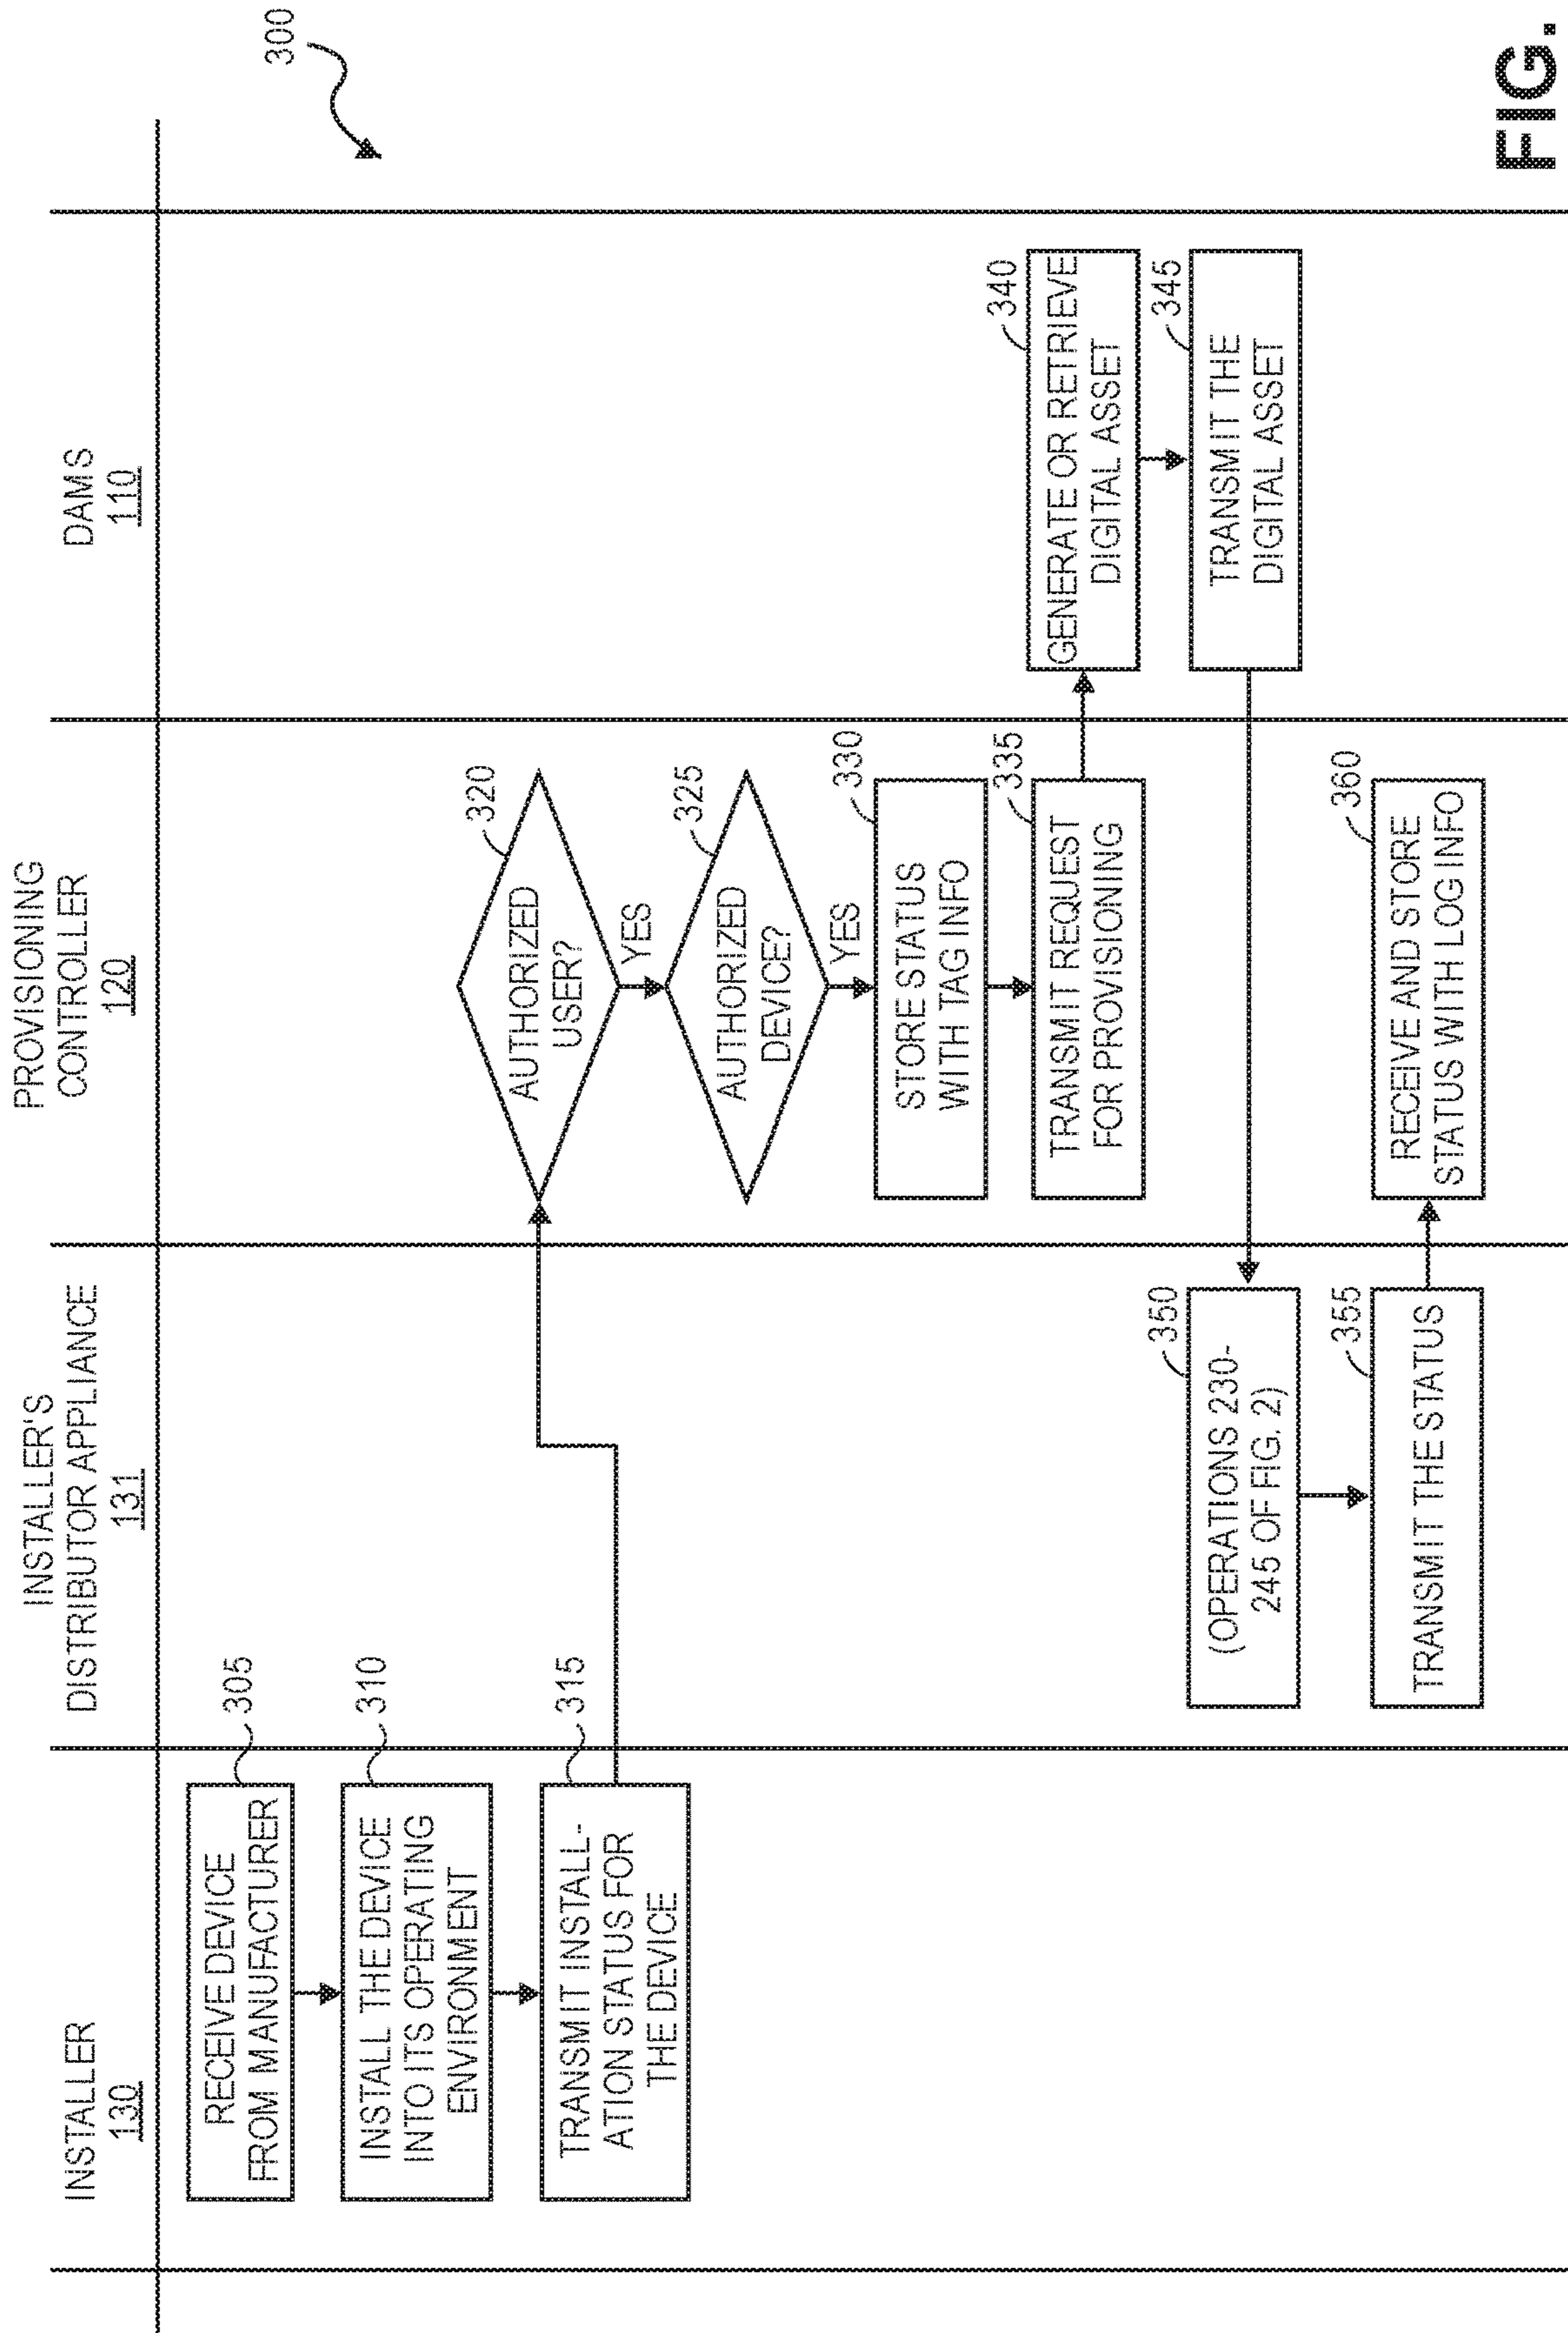 INSTALLER
130
INSTALLER'S
DISTRIBUTOR APPLIANCE
131
PROVISIONING
CONTROLLER
120
DAMS
110
300
305
RECEIVE DEVICE
FROM MANUFACTURER
310
INSTALL THE DEVICE
INTO ITS OPERATING
ENVIRONMENT
315
TRANSMIT INSTALL-
ATION STATUS FOR
THE DEVICE
320
AUTHORIZED
USER?
YES
325
AUTHORIZED
DEVICE?
YES
330
STORE STATUS
WITH TAG INFO
335
TRANSMIT REQUEST
FOR PROVISIONING
340
GENERATE OR RETRIEVE
DIGITAL ASSET
345
TRANSMIT THE
DIGITAL ASSET
350
(OPERATIONS 230-
245 OF FIG. 2)
355
TRANSMIT THE STATUS
360
RECEIVE AND STORE
STATUS WITH LOG INFO
FIG.